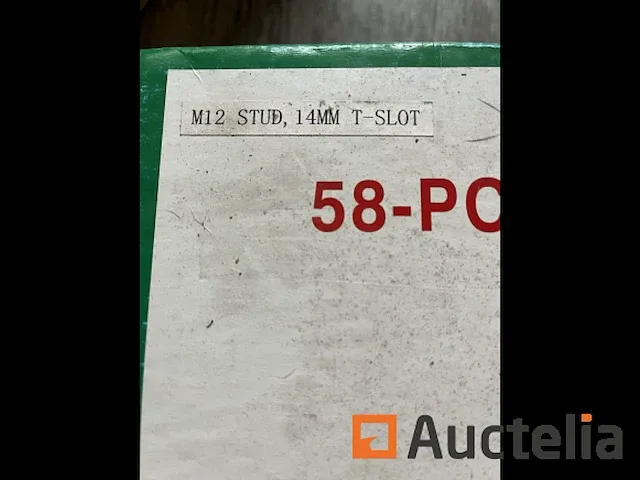 M12 STUD,14MM T-SLOT
58-PC
Auctelia